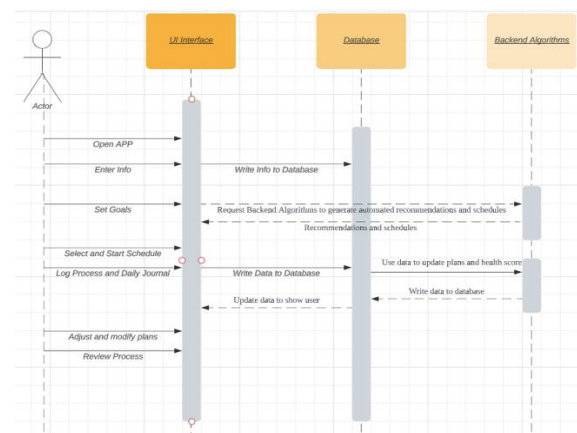 UI Interface
Database
Backend Algorithms
Actor
Open APP
Enter Info
Write Info to Database
Set Goals
Request Backend Algorithms to generate automated recommendations and schedules
Recommendations and schedules
Select and Start Schedule
Log Process and Daily Journal
Write Data to Database
Use data to update plans and health score
Write data to database
Update data to show user
Adjust and modify plans
Review Process